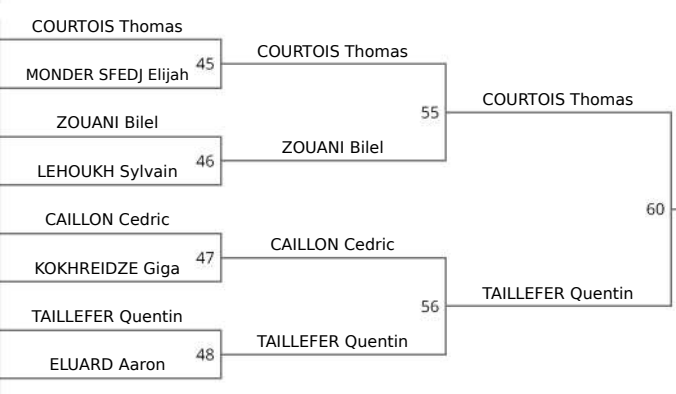 COURTOIS Thomas
MONDER SFEDJ Elijah
45
COURTOIS Thomas
ZOUANI Bilel
LEHOUKH Sylvain
46
ZOUANI Bilel
55
COURTOIS Thomas
CAILLON Cedric
KOKHREIDZE Giga
47
CAILLON Cedric
TAILLEFER Quentin
ELUARD Aaron
48
TAILLEFER Quentin
56
TAILLEFER Quentin
60